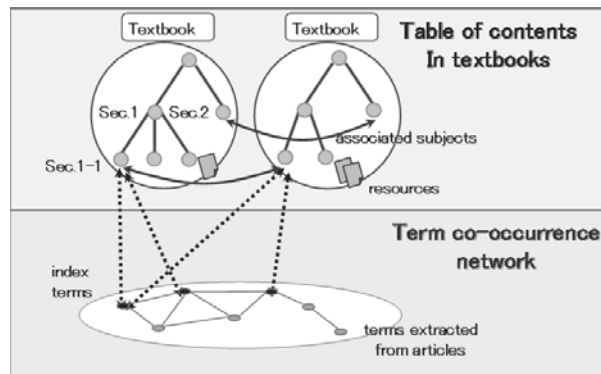 Textbook
Textbook
Table of contents
In textbooks
Sec.1
Sec.2
associated subjects
Sec.1-1
resources
Term co-occurrence
network
index
terms
terms extracted
from articles